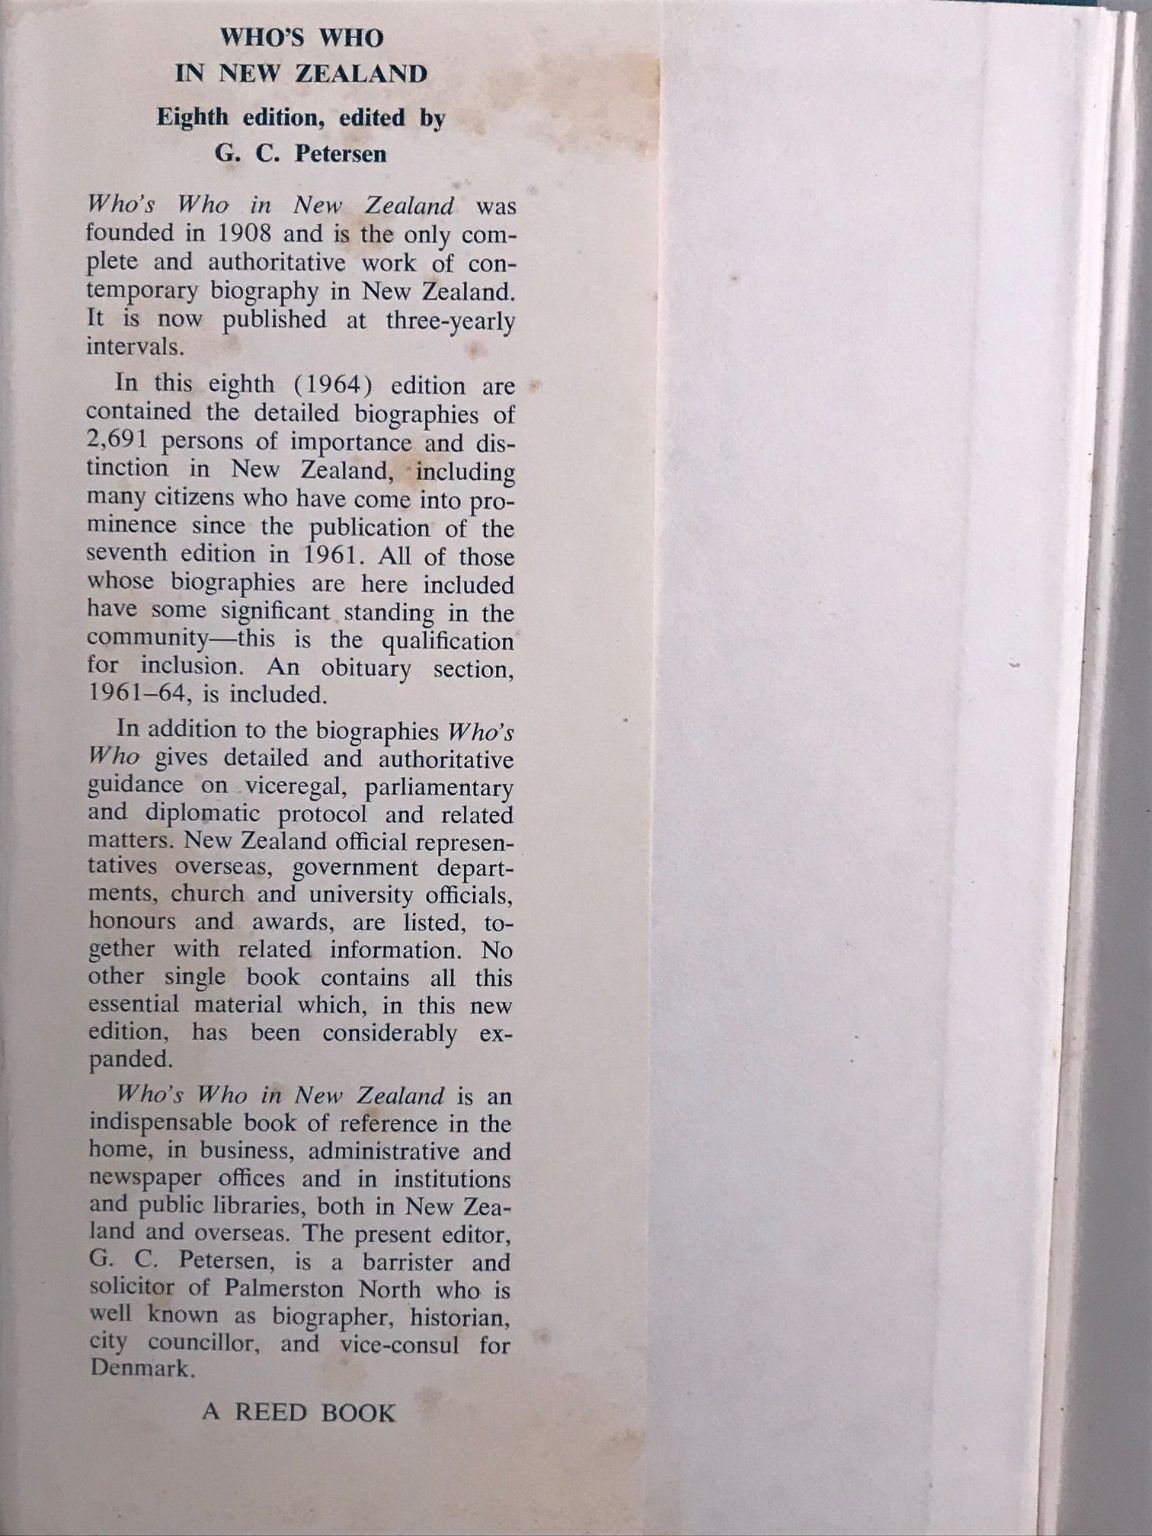 WHO'S WHO
IN NEW ZEALAND
Eighth edition, edited by
G. C. Petersen
Who's Who in New Zealand was
founded in 1908 and is the only com-
plete and authoritative work of con-
temporary biography in New Zealand.
It is now published at three-yearly
intervals.
In this eighth (1964) edition are
contained the detailed biographies of
2,691 persons of importance and dis-
tinction in New Zealand, including
many citizens who have come into pro-
minence since the publication of the
seventh edition in 1961. All of those
whose biographies are here included
have some significant standing in the
community—this is the qualification
for inclusion. An obituary section,
1961–64, is included.
In addition to the biographies Who's
Who gives detailed and authoritative
guidance on viceregal, parliamentary
and diplomatic protocol and related
matters. New Zealand official represen-
tatives overseas, government depart-
ments, church and university officials,
honours and awards, are listed, to-
gether with related information. No
other single book contains all this
essential material which, in this new
edition, has been considerably ex-
panded.
Who's Who in New Zealand is an
indispensable book of reference in the
home, in business, administrative and
newspaper offices and in institutions
and public libraries, both in New Zea-
land and overseas. The present editor,
G. C. Petersen, is a barrister and
solicitor of Palmerston North who is
well known as biographer, historian,
city councillor, and vice-consul for
Denmark.
A REED BOOK